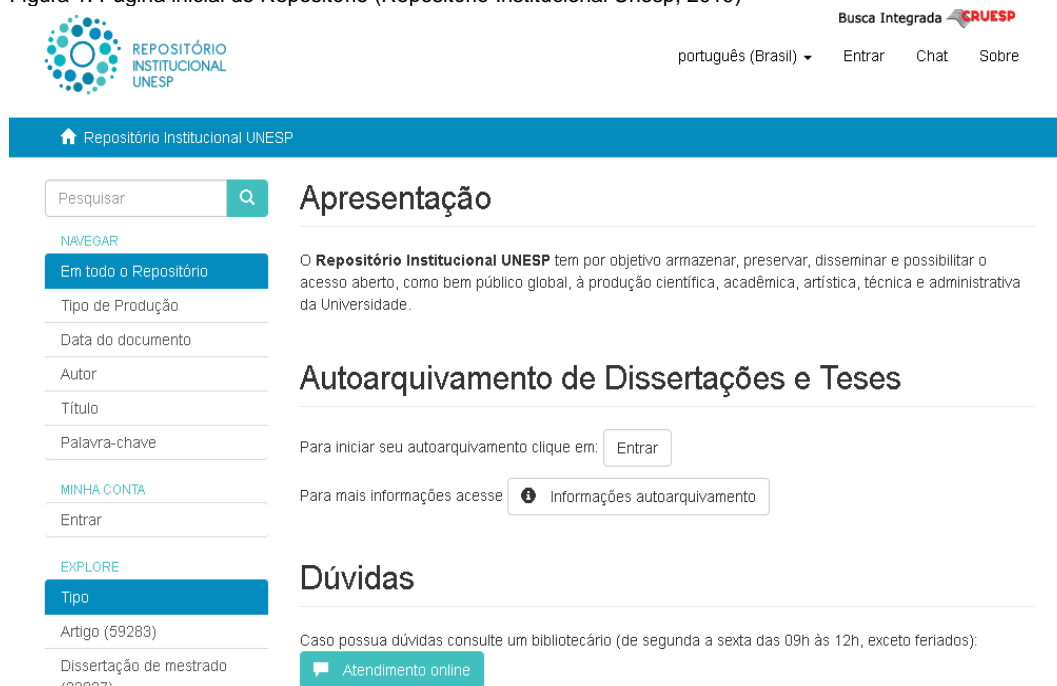 Busca Integrada CRUESP
REPOSITÓRIO
INSTITUCIONAL
UNESP
português (Brasil) Entrar Chat Sobre
Repositório Institucional UNESP
Pesquisar
NAVEGAR
Em todo o Repositório
Tipo de Produção
Data do documento
Autor
Título
Palavra-chave
MINHA CONTA
Entrar
EXPLORE
Tipo
Artigo (59283)
Dissertação de mestrado
Apresentação
O Repositório Institucional UNESP tem por objetivo armazenar, preservar, disseminar e possibilitar o
acesso aberto, como bem público global, à produção científica, acadêmica, artística, técnica e administrativa
da Universidade.
Autoarquivamento de Dissertações e Teses
Para iniciar seu autoarquivamento clique em: Entrar
Para mais informações acesse Informações autoarquivamento
Dúvidas
Caso possua dúvidas consulte um bibliotecário (de segunda a sexta das 09h às 12h, exceto feriados):
Atendimento online